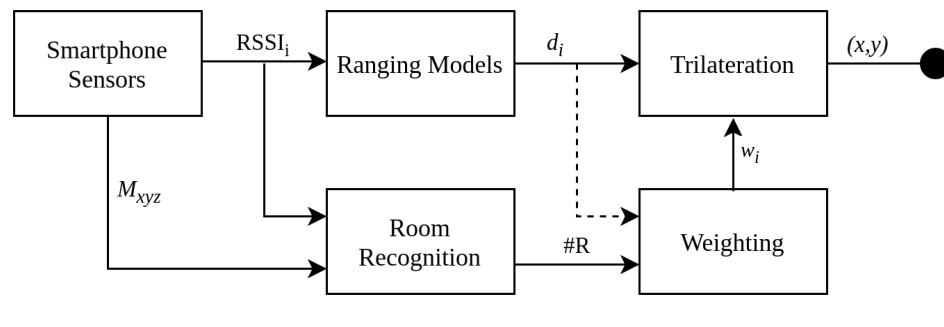 Smartphone
Sensors
RSSI_i
Ranging Models
d_i
Trilateration
(x,y)
M_xyz
w_i
Room
Recognition
#R
Weighting